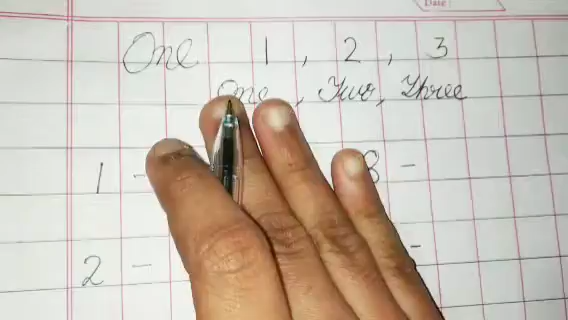 Date:
One 1 , 2 , 3
One , Two, Three
1 - 8 -
2 - -